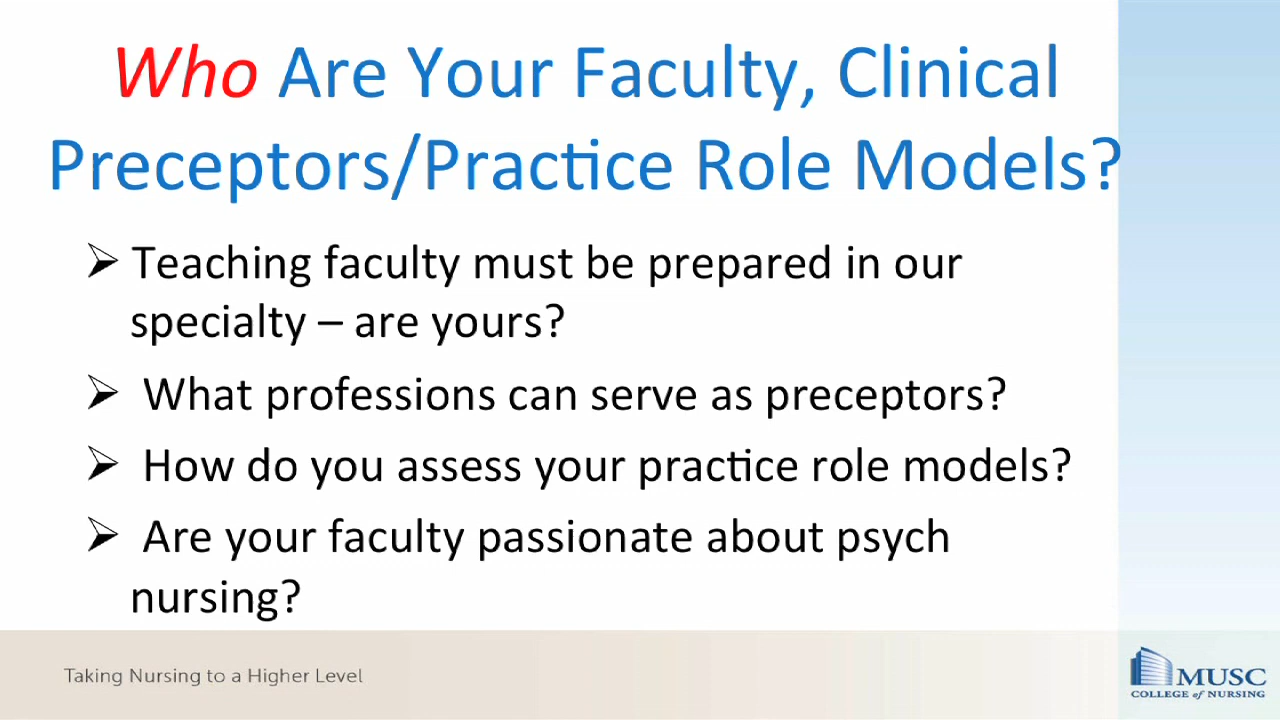 Who Are Your Faculty, Clinical
Preceptors/Practice Role Models?
➢ Teaching faculty must be prepared in our
specialty – are yours?
➢ What professions can serve as preceptors?
➢ How do you assess your practice role models?
➢ Are your faculty passionate about psych
nursing?
Taking Nursing to a Higher Level
MUSC
COLLEGE of NURSING